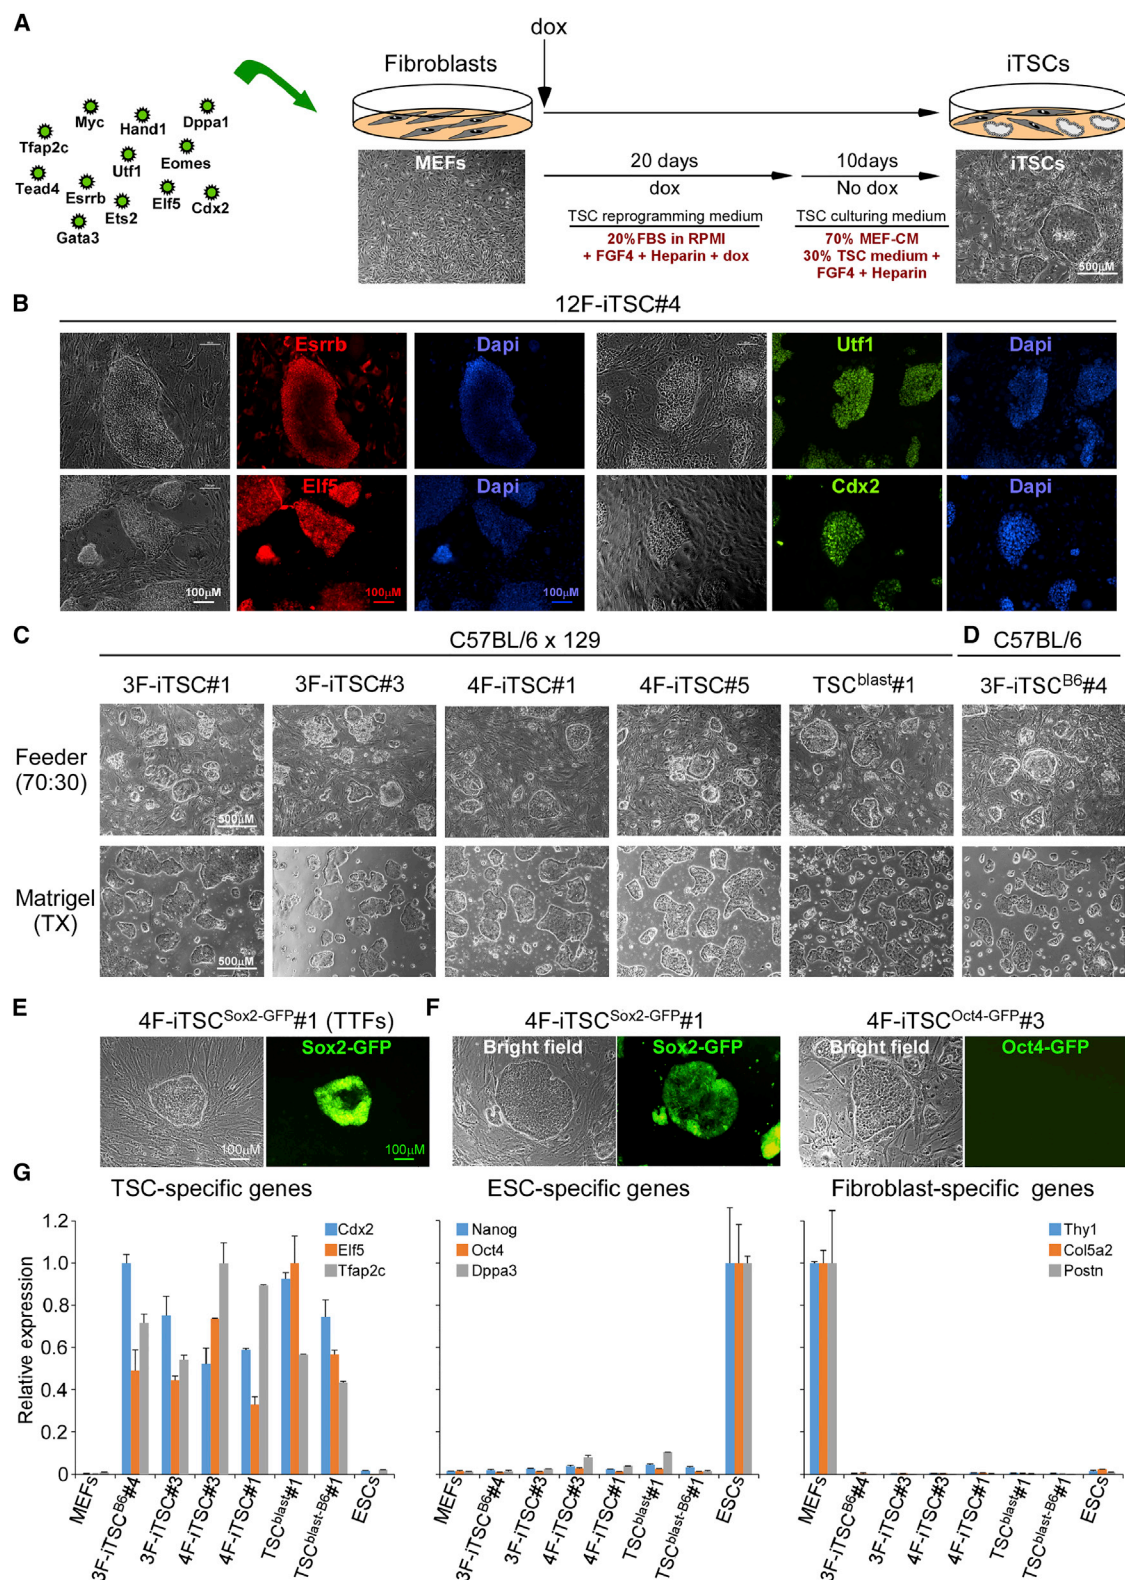 A
dox
Fibroblasts
iTSCs
Myc
Hand1
Dppa1
Tfap2c
Utf1
Eomes
Tead4
Esrrb
Ets2
Elf5
Cdx2
Gata3
MEFs
20 days
dox
10days
No dox
iTSCs
TSC reprogramming medium
20%FBS in RPMI
+ FGF4 + Heparin + dox
TSC culturing medium
70% MEF-CM
30% TSC medium +
FGF4 + Heparin
500µM
B
12F-iTSC#4
Esrrb
Dapi
Utf1
Dapi
Elf5
Dapi
Cdx2
Dapi
100µM
100µM
100µM
C
C57BL/6 x 129
D
C57BL/6
3F-iTSC#1
3F-iTSC#3
4F-iTSC#1
4F-iTSC#5
TSCblast#1
3F-iTSCB6#4
Feeder
(70:30)
500µM
Matrigel
(TX)
500µM
E
4F-iTSCSox2-GFP#1 (TTFs)
Sox2-GFP
100µM
100µM
F
4F-iTSCSox2-GFP#1
4F-iTSCOct4-GFP#3
Bright field
Sox2-GFP
Bright field
Oct4-GFP
G
TSC-specific genes
ESC-specific genes
Fibroblast-specific genes
Relative expression
1.2
1.0
0.8
0.6
0.4
0.2
0
Cdx2
Elf5
Tfap2c
Nanog
Oct4
Dppa3
Thy1
Col5a2
Postn
MEFs
3F-iTSCB6#4
3F-iTSC#3
4F-iTSC#3
4F-iTSC#1
TSCblast#1
TSCblast-B6#1
ESCs
MEFs
3F-iTSCB6#4
3F-iTSC#3
4F-iTSC#3
4F-iTSC#1
TSCblast#1
TSCblast-B6#1
ESCs
MEFs
3F-iTSCB6#4
3F-iTSC#3
4F-iTSC#3
4F-iTSC#1
TSCblast#1
TSCblast-B6#1
ESCs